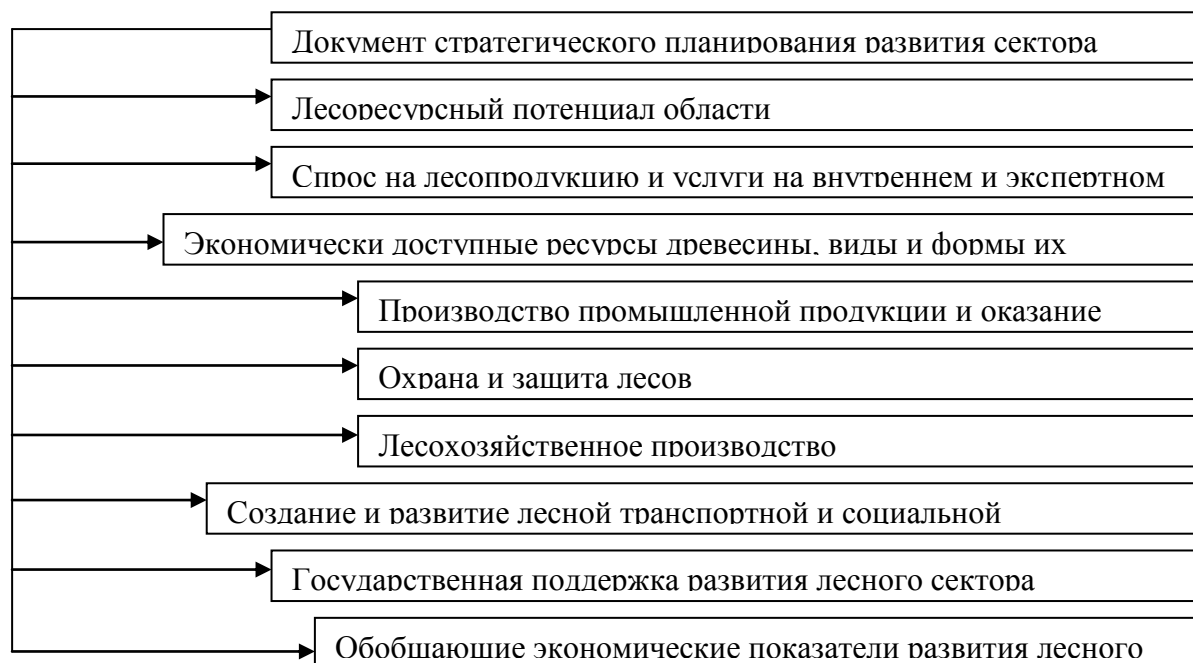 Документ стратегического планирования развития сектора
Лесоресурсный потенциал области
Спрос на лесопродукцию и услуги на внутреннем и экспертном
Экономически доступные ресурсы древесины, виды и формы их
Производство промышленной продукции и оказание
Охрана и защита лесов
Лесохозяйственное производство
Создание и развитие лесной транспортной и социальной
Государственная поддержка развития лесного сектора
Обобщающие экономические показатели развития лесного